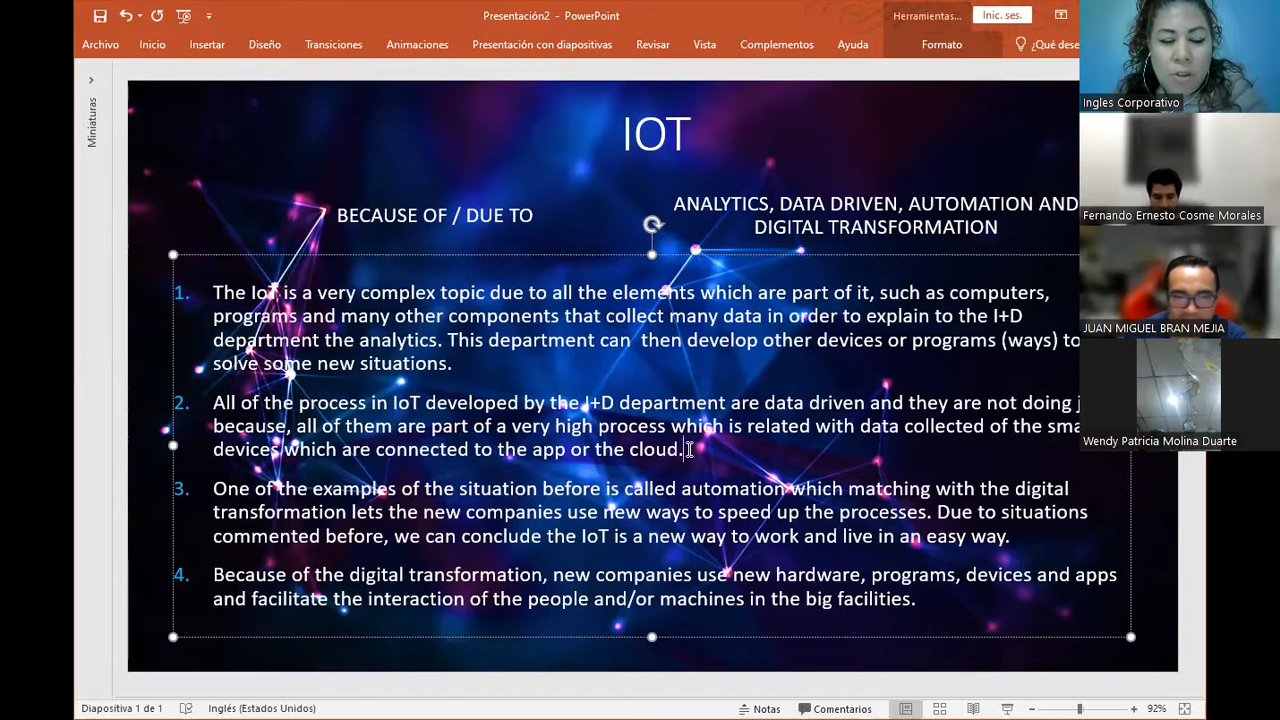 Presentación2 - PowerPoint
Herramientas...
Inic. ses.
Archivo
Inicio
Insertar
Diseño
Transiciones
Animaciones
Presentación con diapositivas
Revisar
Vista
Complementos
Ayuda
Formato
¿Qué dese
Miniaturas
IOT
BECAUSE OF / DUE TO
ANALYTICS, DATA DRIVEN, AUTOMATION AND
DIGITAL TRANSFORMATION
1. The IoT is a very complex topic due to all the elements which are part of it, such as computers,
programs and many other components that collect many data in order to explain to the I+D
department the analytics. This department can then develop other devices or programs (ways) to
solve some new situations.
2. All of the process in IoT developed by the I+D department are data driven and they are not doing
because, all of them are part of a very high process which is related with data collected of the
devices which are connected to the app or the cloud.
3. One of the examples of the situation before is called automation which matching with the digital
transformation lets the new companies use new ways to speed up the processes. Due to situations
commented before, we can conclude the IoT is a new way to work and live in an easy way.
4. Because of the digital transformation, new companies use new hardware, programs, devices and apps
and facilitate the interaction of the people and/or machines in the big facilities.
Ingles Corporativo
Fernando Ernesto Cosme Morales
JUAN MIGUEL BRAN MEJIA
Wendy Patricia Molina Duarte
Diapositiva 1 de 1
Inglés (Estados Unidos)
Notas
Comentarios
92%